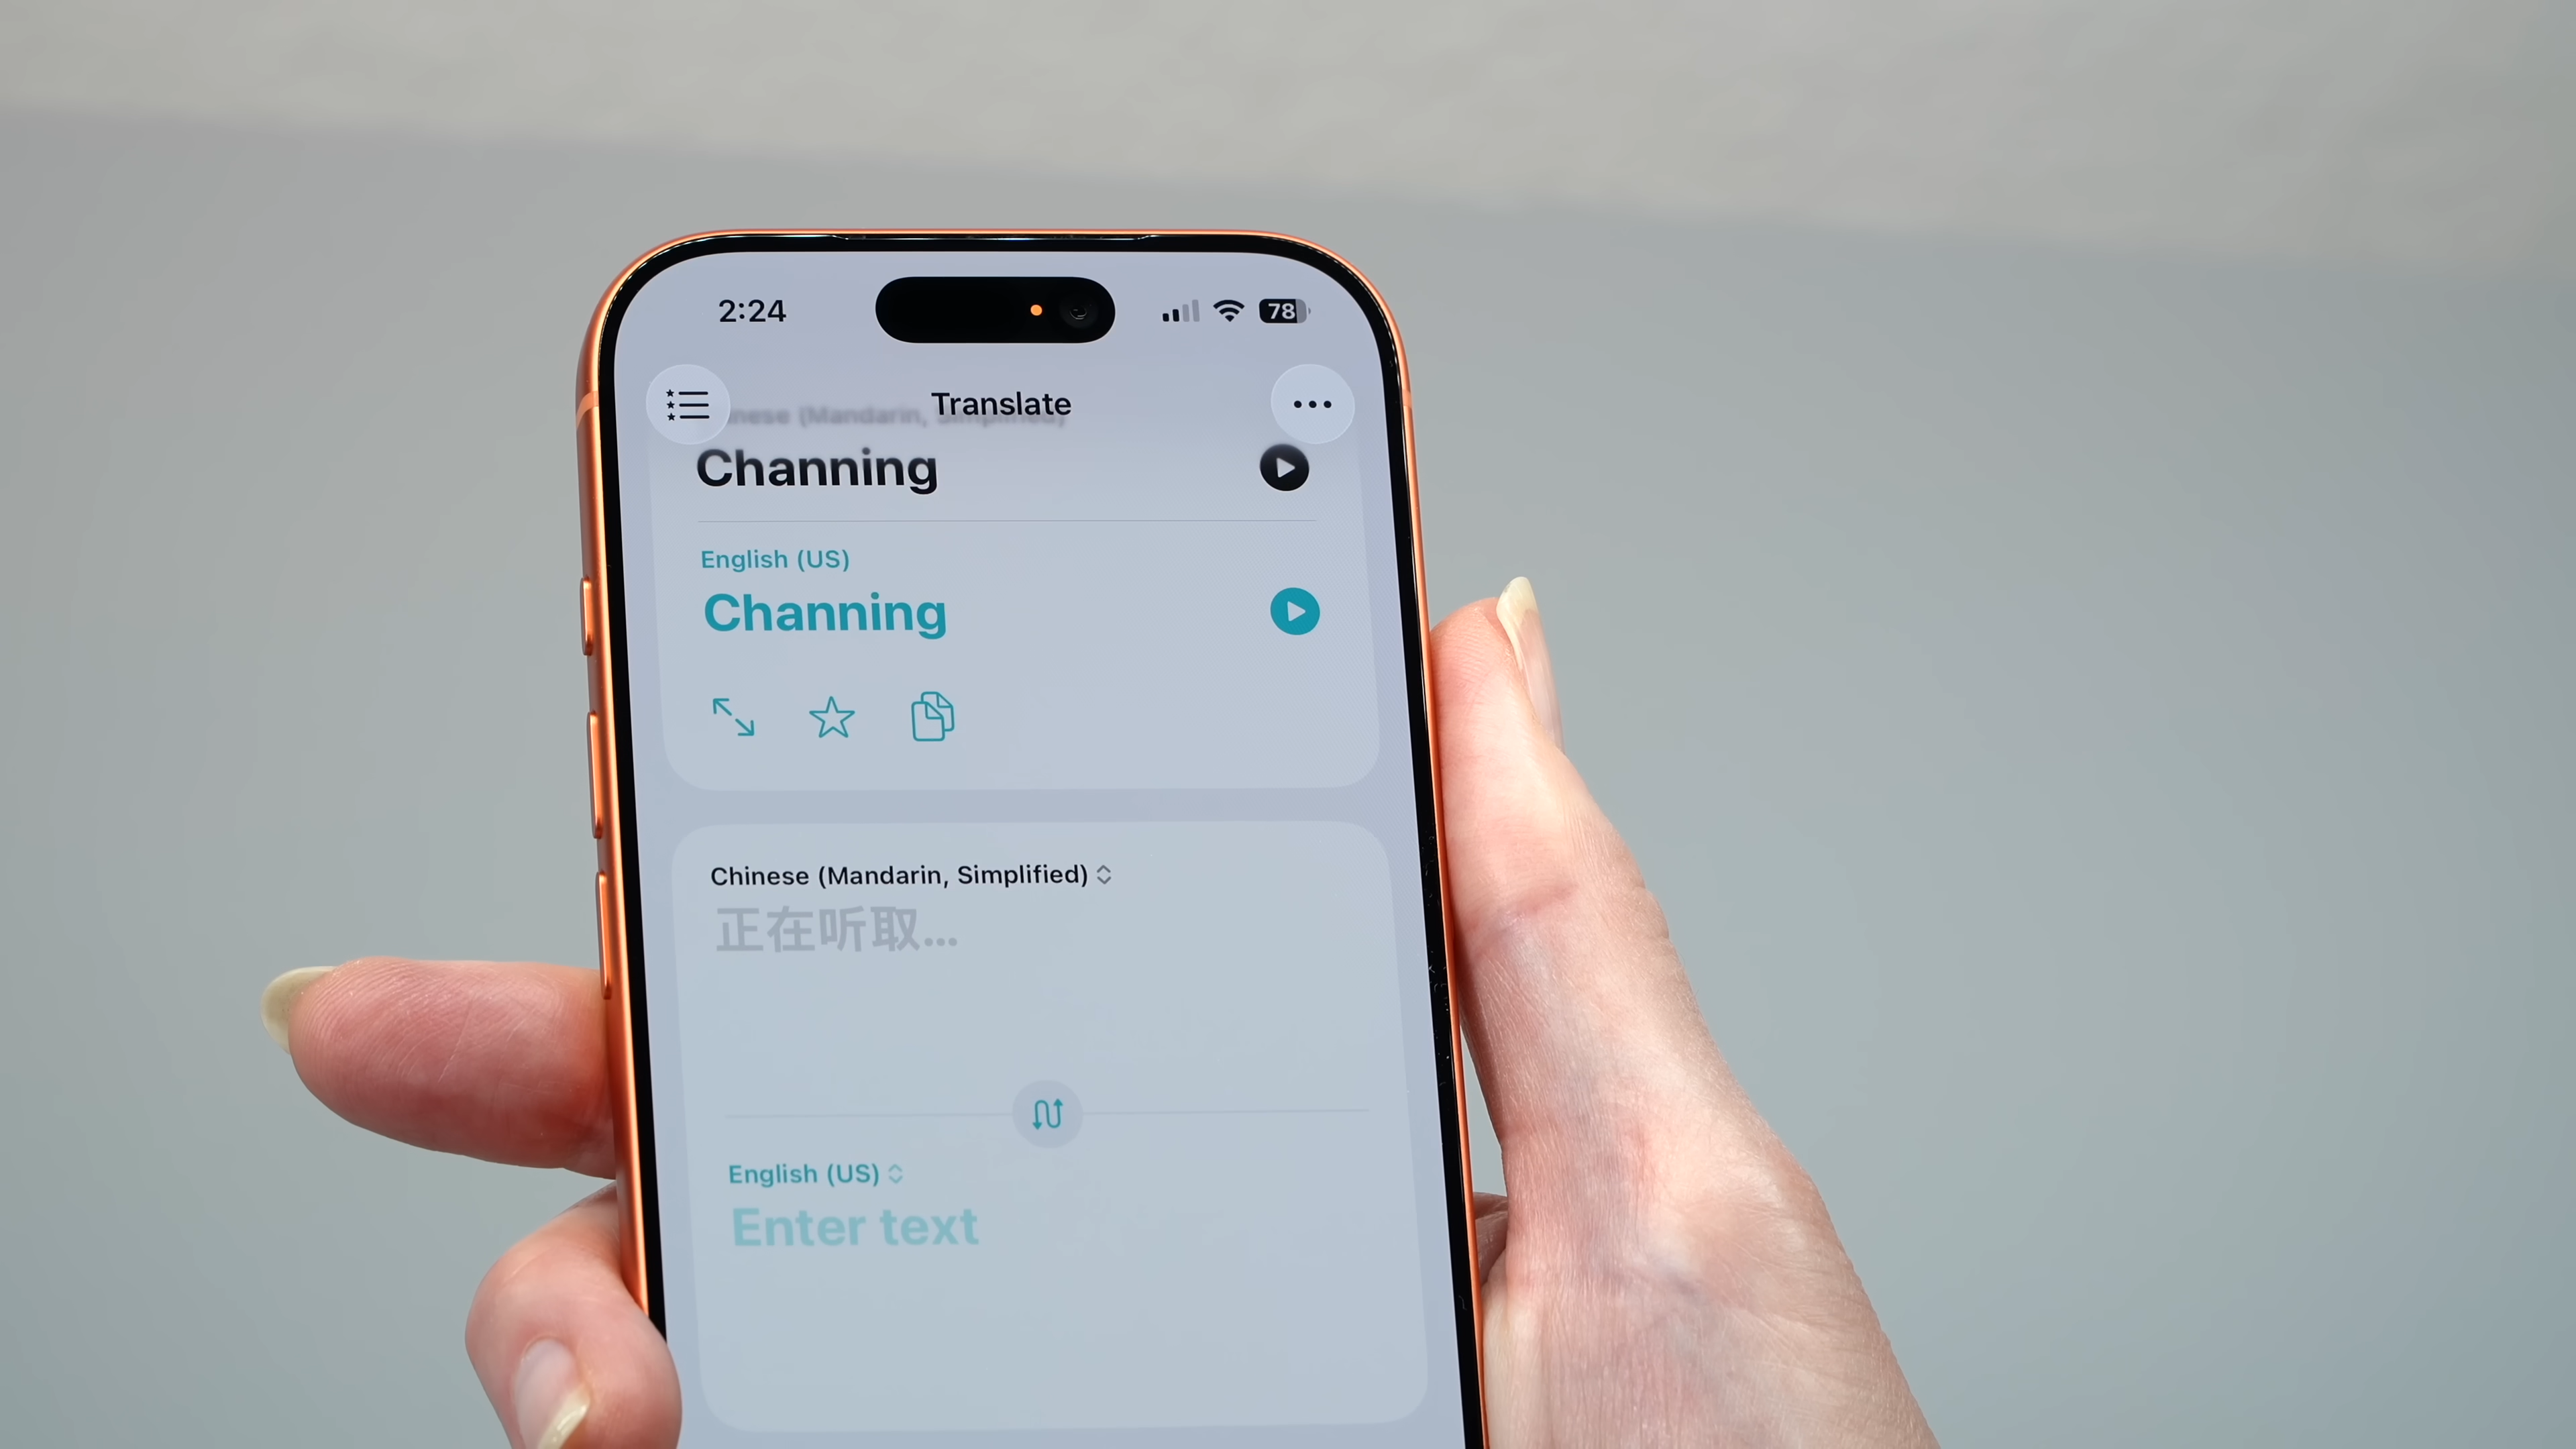 2:24
78
Translate
Chinese (Mandarin, Simplified)
Channing
English (US)
Channing
Chinese (Mandarin, Simplified)
正在听取...
English (US)
Enter text